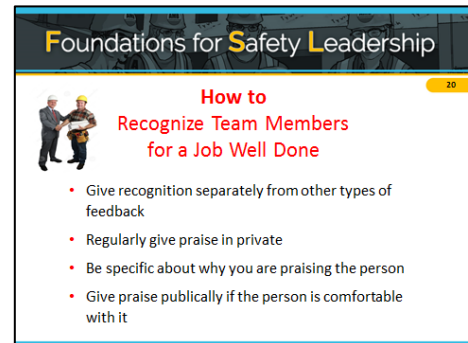 Foundations for Safety Leadership
20
How to
Recognize Team Members
for a Job Well Done
• Give recognition separately from other types of
feedback
• Regularly give praise in private
• Be specific about why you are praising the person
• Give praise publically if the person is comfortable
with it